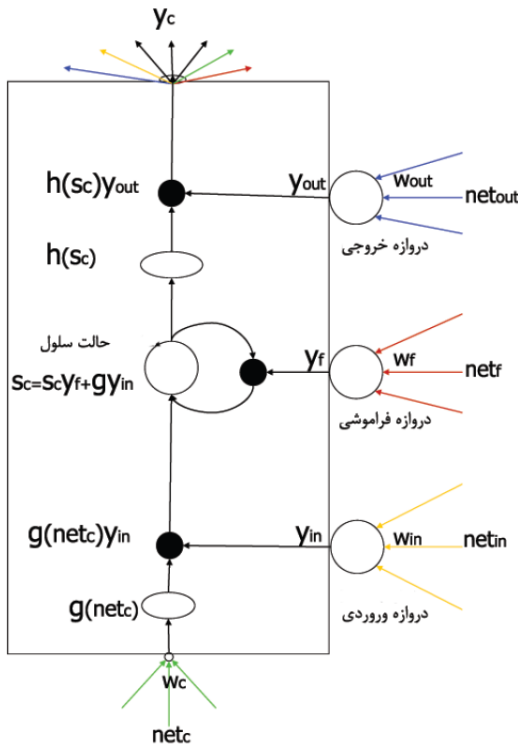 yc
h(sc)yout
yout
wout
netout
دروازه خروجی
h(sc)
حالت سلول
sc=scyf+gyin
yf
wf
netf
دروازه فراموشی
g(netc)yin
yin
win
netin
g(netc)
دروازه وروردی
wc
netc